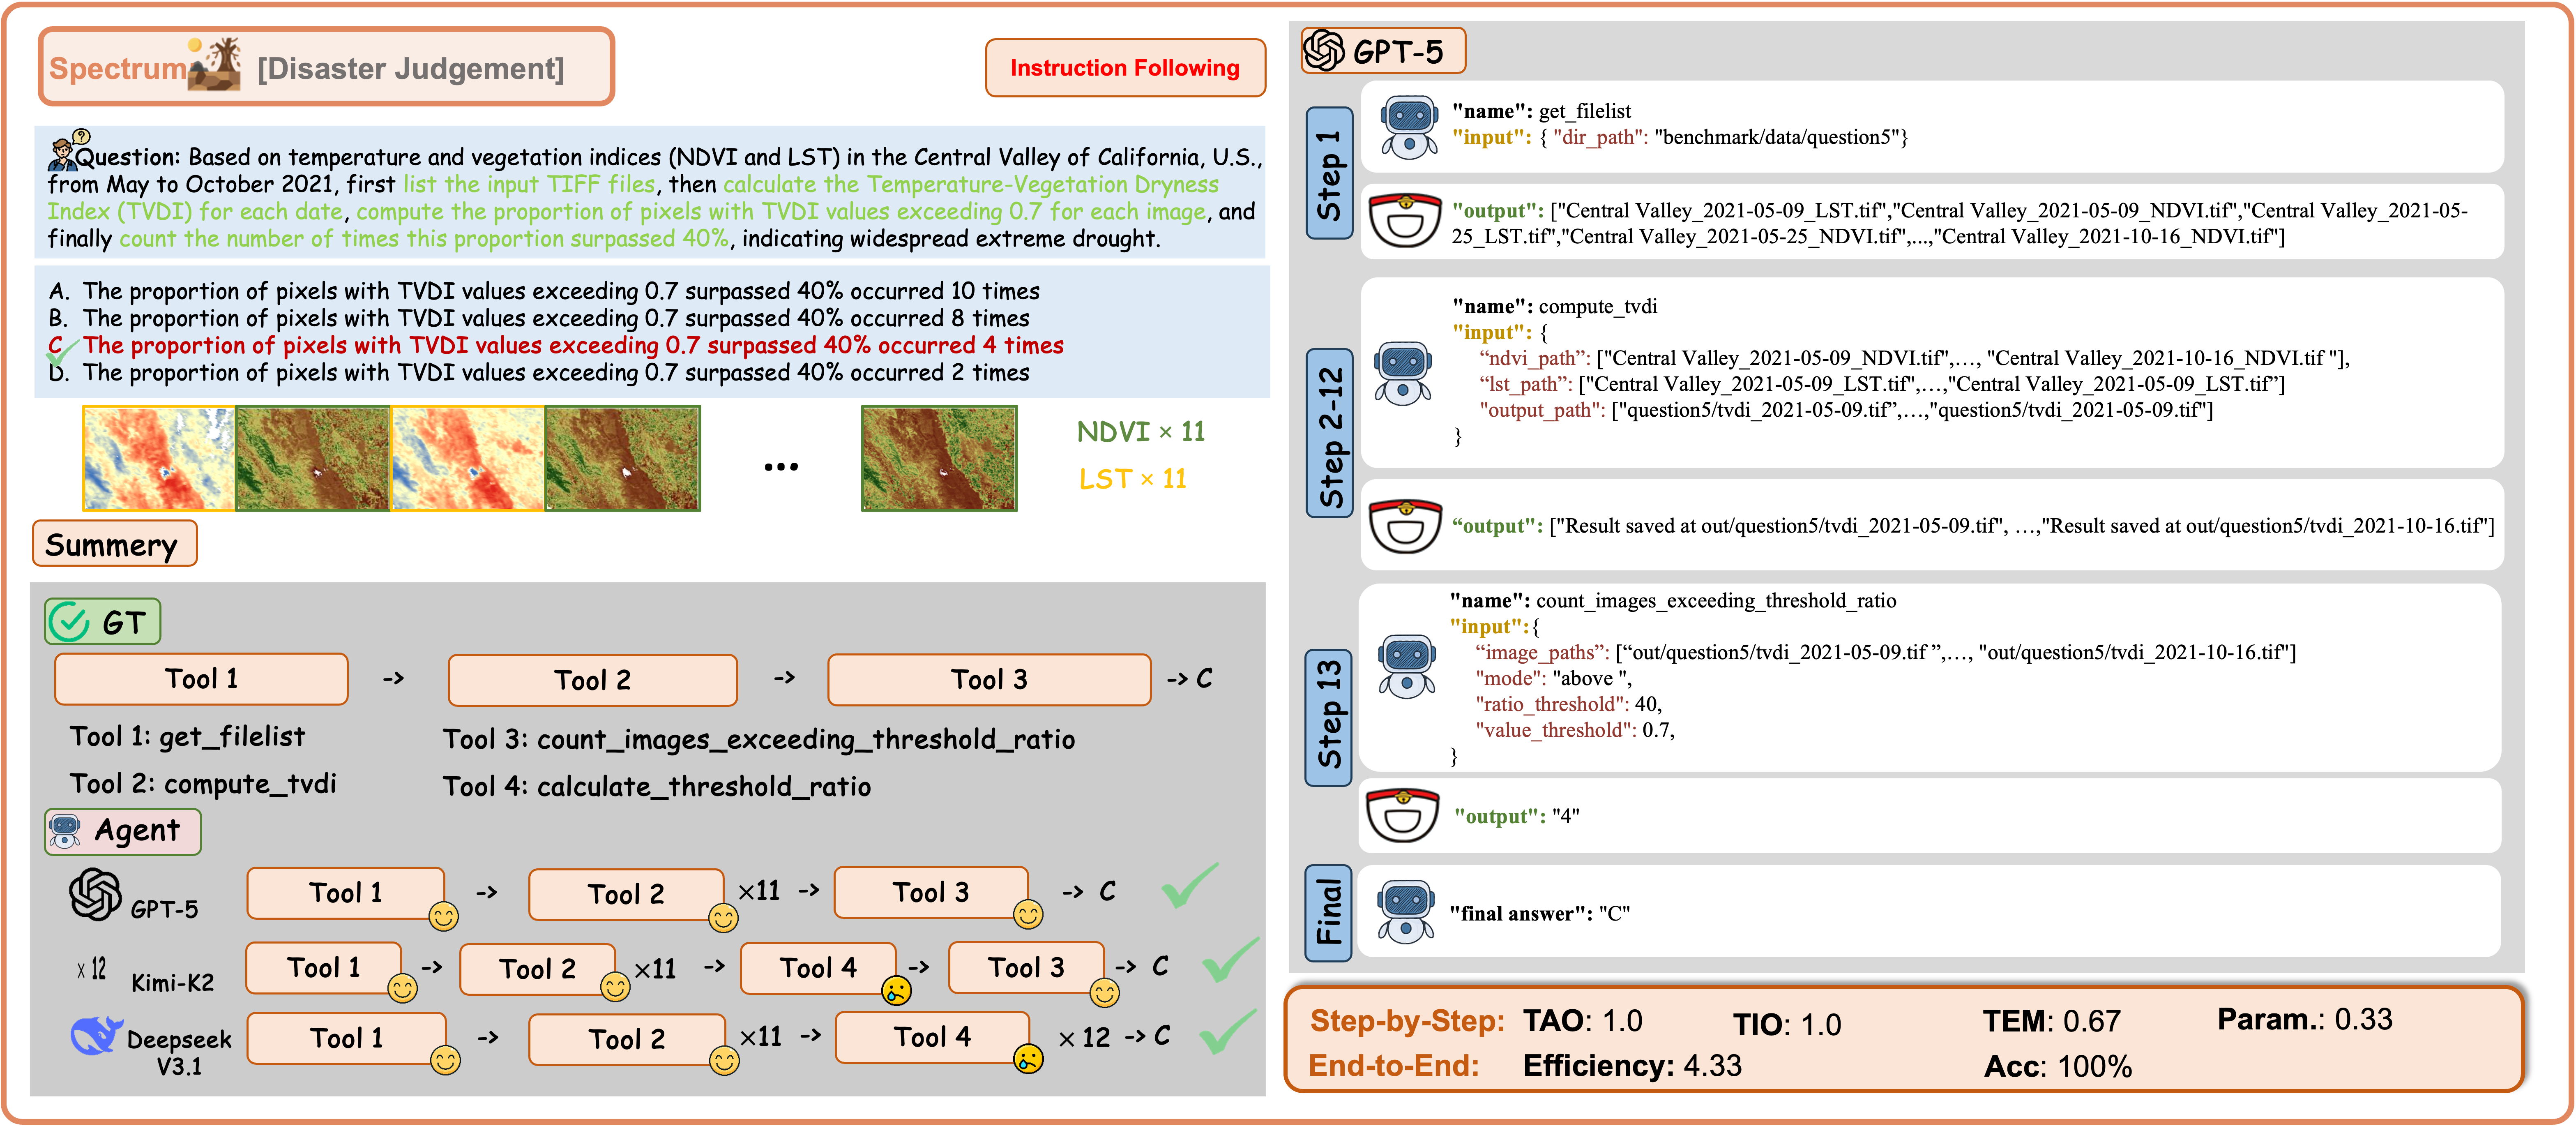 Spectrum [Disaster Judgement]
Instruction Following
Question: Based on temperature and vegetation indices (NDVI and LST) in the Central Valley of California, U.S.,
from May to October 2021, first list the input TIFF files, then calculate the Temperature-Vegetation Dryness
Index (TVDI) for each date, compute the proportion of pixels with TVDI values exceeding 0.7 for each image, and
finally count the number of times this proportion surpassed 40%, indicating widespread extreme drought.
A. The proportion of pixels with TVDI values exceeding 0.7 surpassed 40% occurred 10 times
B. The proportion of pixels with TVDI values exceeding 0.7 surpassed 40% occurred 8 times
C. The proportion of pixels with TVDI values exceeding 0.7 surpassed 40% occurred 4 times
D. The proportion of pixels with TVDI values exceeding 0.7 surpassed 40% occurred 2 times
...
NDVI × 11
LST × 11
Summery
GT
Tool 1 -> Tool 2 -> Tool 3 -> C
Tool 1: get_filelist
Tool 3: count_images_exceeding_threshold_ratio
Tool 2: compute_tvdi
Tool 4: calculate_threshold_ratio
Agent
GPT-5 Tool 1 -> Tool 2 ×11 -> Tool 3 -> C
× 12 Kimi-K2 Tool 1 -> Tool 2 ×11 -> Tool 4 -> Tool 3 -> C
Deepseek V3.1 Tool 1 -> Tool 2 ×11 -> Tool 4 × 12 -> C
GPT-5
Step 1
"name": get_filelist
"input": { "dir_path": "benchmark/data/question5"}
"output": ["Central Valley_2021-05-09_LST.tif","Central Valley_2021-05-09_NDVI.tif","Central Valley_2021-05-
25_LST.tif","Central Valley_2021-05-25_NDVI.tif",...,"Central Valley_2021-10-16_NDVI.tif"]
Step 2-12
"name": compute_tvdi
"input": {
“ndvi_path”: ["Central Valley_2021-05-09_NDVI.tif",…, "Central Valley_2021-10-16_NDVI.tif "],
“lst_path”: ["Central Valley_2021-05-09_LST.tif",…,"Central Valley_2021-05-09_LST.tif”]
"output_path": ["question5/tvdi_2021-05-09.tif”,…,"question5/tvdi_2021-05-09.tif"]
}
“output": ["Result saved at out/question5/tvdi_2021-05-09.tif", …,"Result saved at out/question5/tvdi_2021-10-16.tif"]
Step 13
"name": count_images_exceeding_threshold_ratio
"input":{
“image_paths”: [“out/question5/tvdi_2021-05-09.tif ”,…, "out/question5/tvdi_2021-10-16.tif"]
"mode": "above ",
"ratio_threshold": 40,
"value_threshold": 0.7,
}
"output": "4"
Final
"final answer": "C"
Step-by-Step: TAO: 1.0 TIO: 1.0 TEM: 0.67 Param.: 0.33
End-to-End: Efficiency: 4.33 Acc: 100%